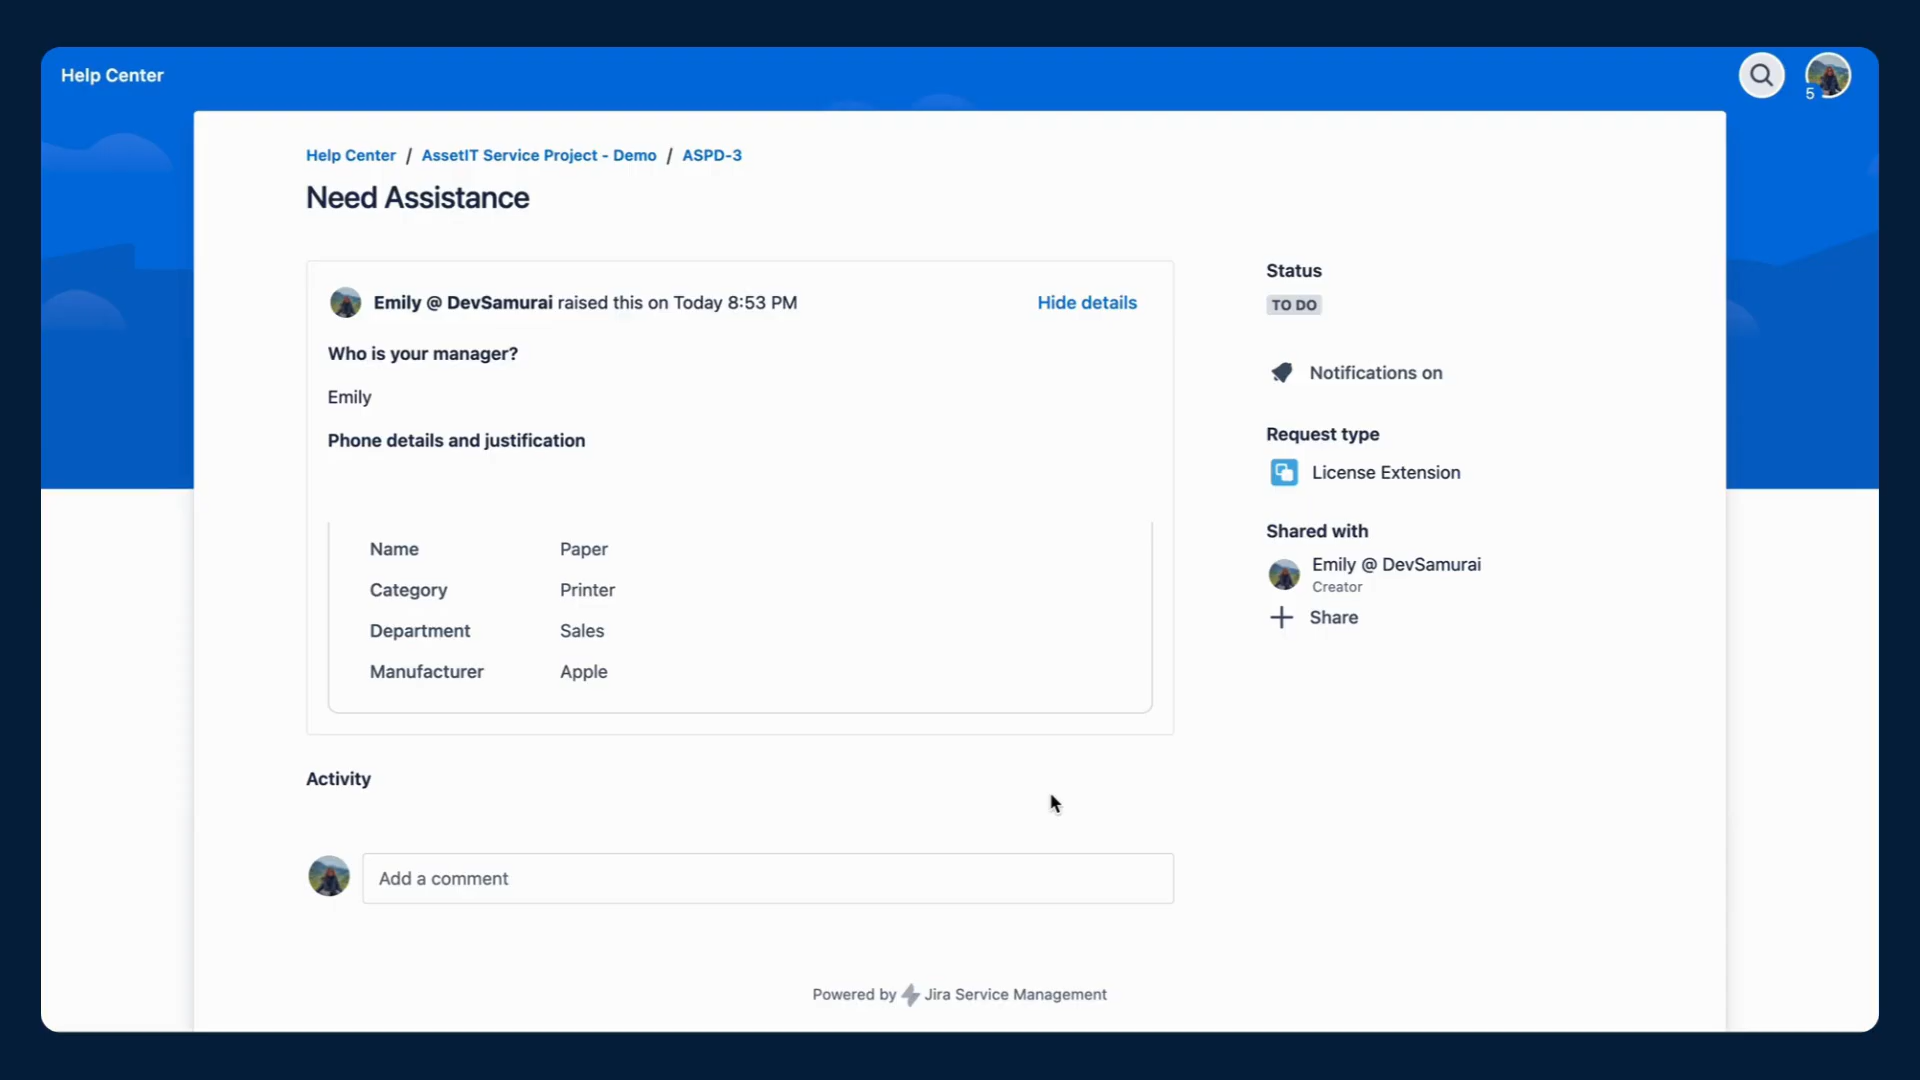 Help Center
5
Help Center / AssetIT Service Project - Demo / ASPD-3
Need Assistance
Emily @ DevSamurai raised this on Today 8:53 PM
Hide details
Who is your manager?
Emily
Phone details and justification
Name Paper
Category Printer
Department Sales
Manufacturer Apple
Activity
Add a comment
Status
TO DO
Notifications on
Request type
License Extension
Shared with
Emily @ DevSamurai
Creator
Share
Powered by Jira Service Management